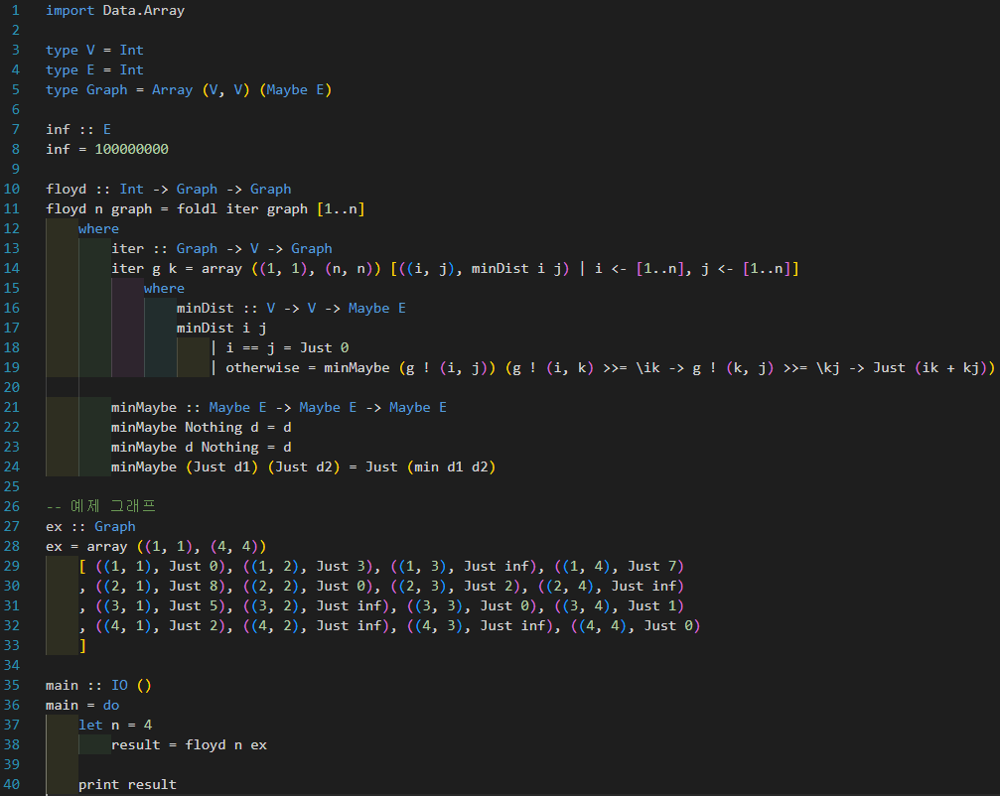 1 import Data.Array
2
3 type V = Int
4 type E = Int
5 type Graph = Array (V, V) (Maybe E)
6
7 inf :: E
8 inf = 100000000
9
10 floyd :: Int -> Graph -> Graph
11 floyd n graph = foldl iter graph [1..n]
12     where
13         iter :: Graph -> V -> Graph
14         iter g k = array ((1, 1), (n, n)) [((i, j), minDist i j) | i <- [1..n], j <- [1..n]]
15             where
16                 minDist :: V -> V -> Maybe E
17                 minDist i j
18                     | i == j = Just 0
19                     | otherwise = minMaybe (g ! (i, j)) (g ! (i, k) >>= \ik -> g ! (k, j) >>= \kj -> Just (ik + kj))
20
21         minMaybe :: Maybe E -> Maybe E -> Maybe E
22         minMaybe Nothing d = d
23         minMaybe d Nothing = d
24         minMaybe (Just d1) (Just d2) = Just (min d1 d2)
25
26 -- 예제 그래프
27 ex :: Graph
28 ex = array ((1, 1), (4, 4))
29     [ ((1, 1), Just 0), ((1, 2), Just 3), ((1, 3), Just inf), ((1, 4), Just 7)
30     , ((2, 1), Just 8), ((2, 2), Just 0), ((2, 3), Just 2), ((2, 4), Just inf)
31     , ((3, 1), Just 5), ((3, 2), Just inf), ((3, 3), Just 0), ((3, 4), Just 1)
32     , ((4, 1), Just 2), ((4, 2), Just inf), ((4, 3), Just inf), ((4, 4), Just 0)
33     ]
34
35 main :: IO ()
36 main = do
37     let n = 4
38         result = floyd n ex
39
40     print result